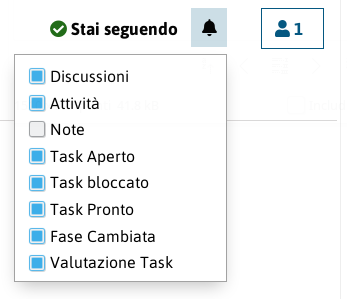 Stai seguendo
1
Discussioni
Attività
Note
Task Aperto
Task bloccato
Task Pronto
Fase Cambiata
Valutazione Task